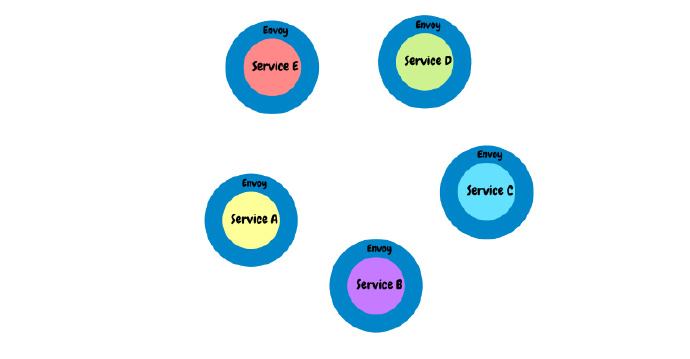 Envoy
Service E
Envoy
Service D
Envoy
Service C
Envoy
Service A
Envoy
Service B